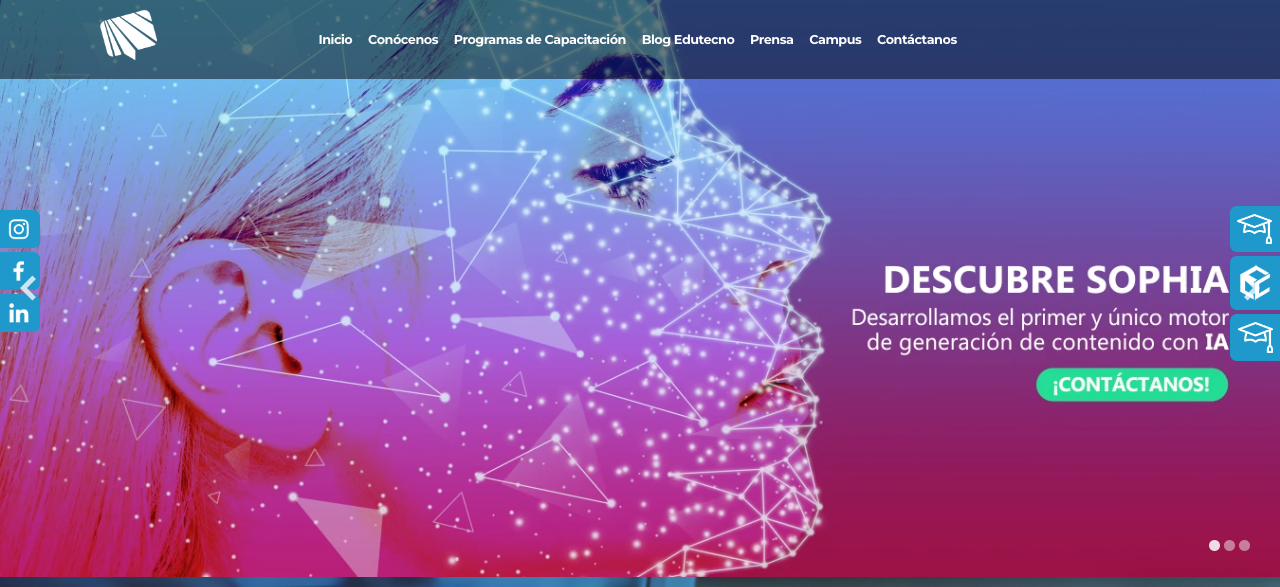 Inicio Conócenos Programas de Capacitación Blog Edutecno Prensa Campus Contáctanos
DESCUBRE SOPHIA
Desarrollamos el primer y único motor
de generación de contenido con IA
¡CONTÁCTANOS!